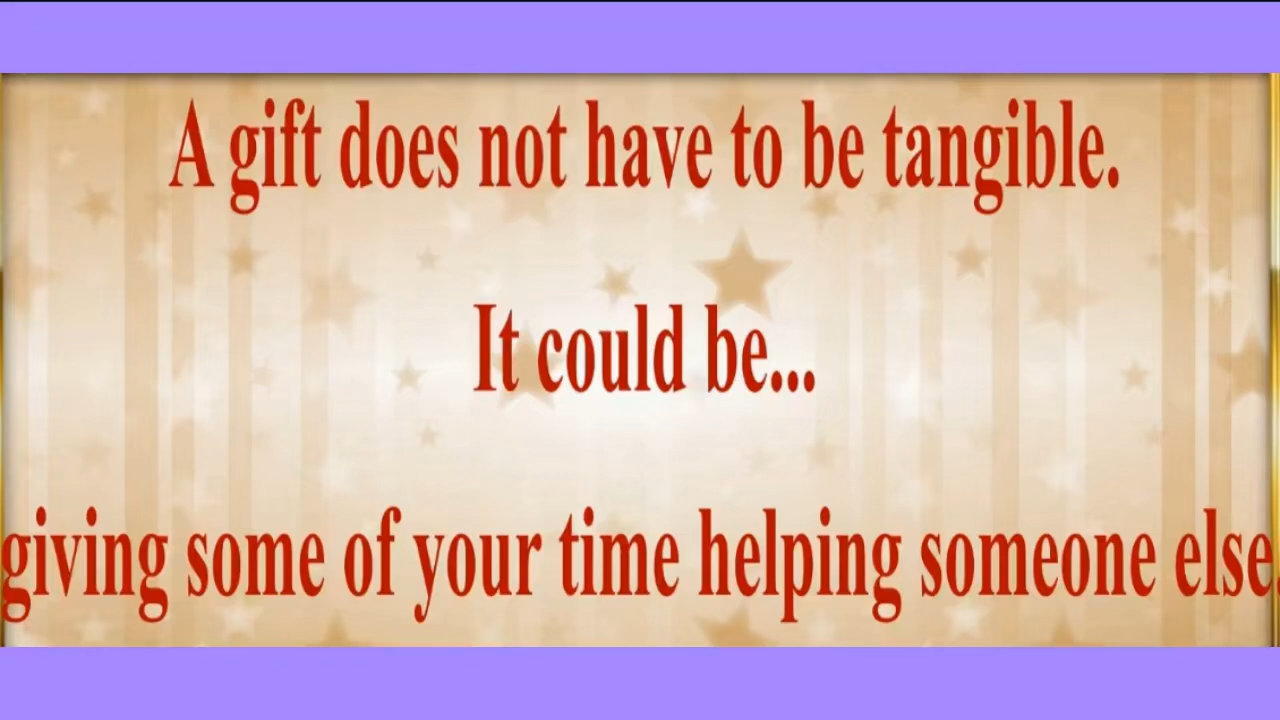 A gift does not have to be tangible.
It could be...
giving some of your time helping someone else.